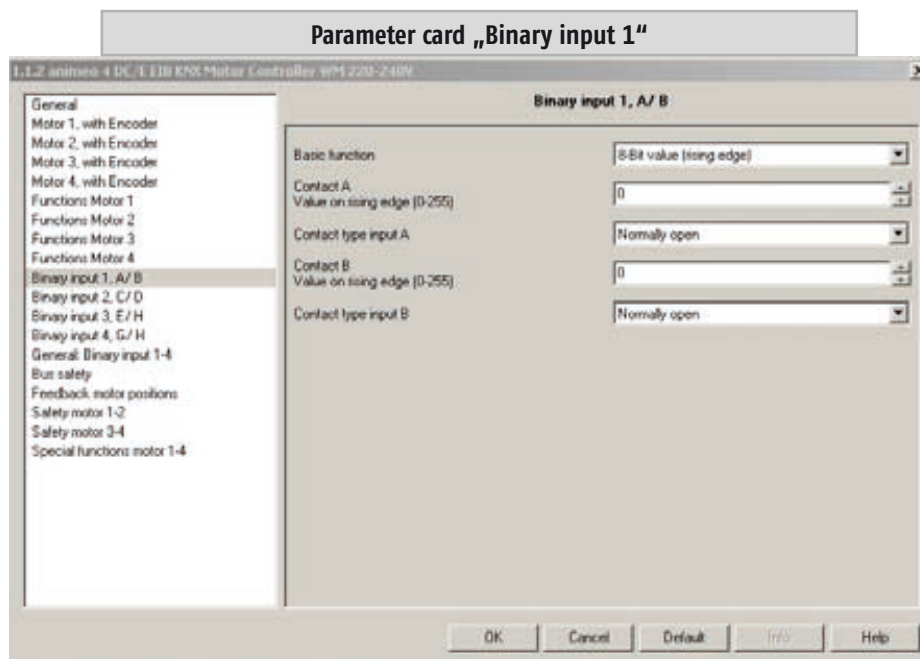 Parameter card „Binary input 1“
1.1.2 animeo 4 DC/E EIB KNX Motor Controller WM 220-240V
General
Motor 1, with Encoder
Motor 2, with Encoder
Motor 3, with Encoder
Motor 4, with Encoder
Functions Motor 1
Functions Motor 2
Functions Motor 3
Functions Motor 4
Binary input 1, A/ B
Binary input 2, C/ D
Binary input 3, E/ H
Binary input 4, G/ H
General: Binary input 1-4
Bus safety
Feedback motor positions
Safety motor 1-2
Safety motor 3-4
Special functions motor 1-4
Binary input 1, A/ B
Basic function
8-Bit value (rising edge)
Contact A
Value on rising edge (0-255)
0
Contact type input A
Normally open
Contact B
Value on rising edge (0-255)
0
Contact type input B
Normally open
OK
Cancel
Default
Info
Help